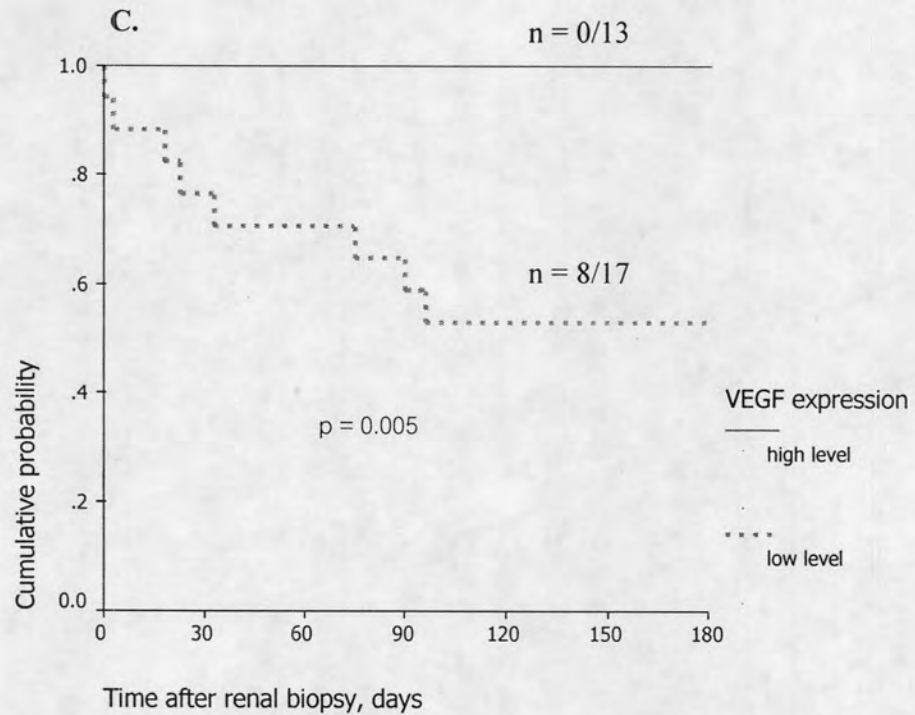 C.
n = 0/13
1.0
.8
n = 8/17
.6
.4
p = 0.005
.2
0.0
Cumulative probability
0
30
60
90
120
150
180
Time after renal biopsy, days
VEGF expression
high level
low level